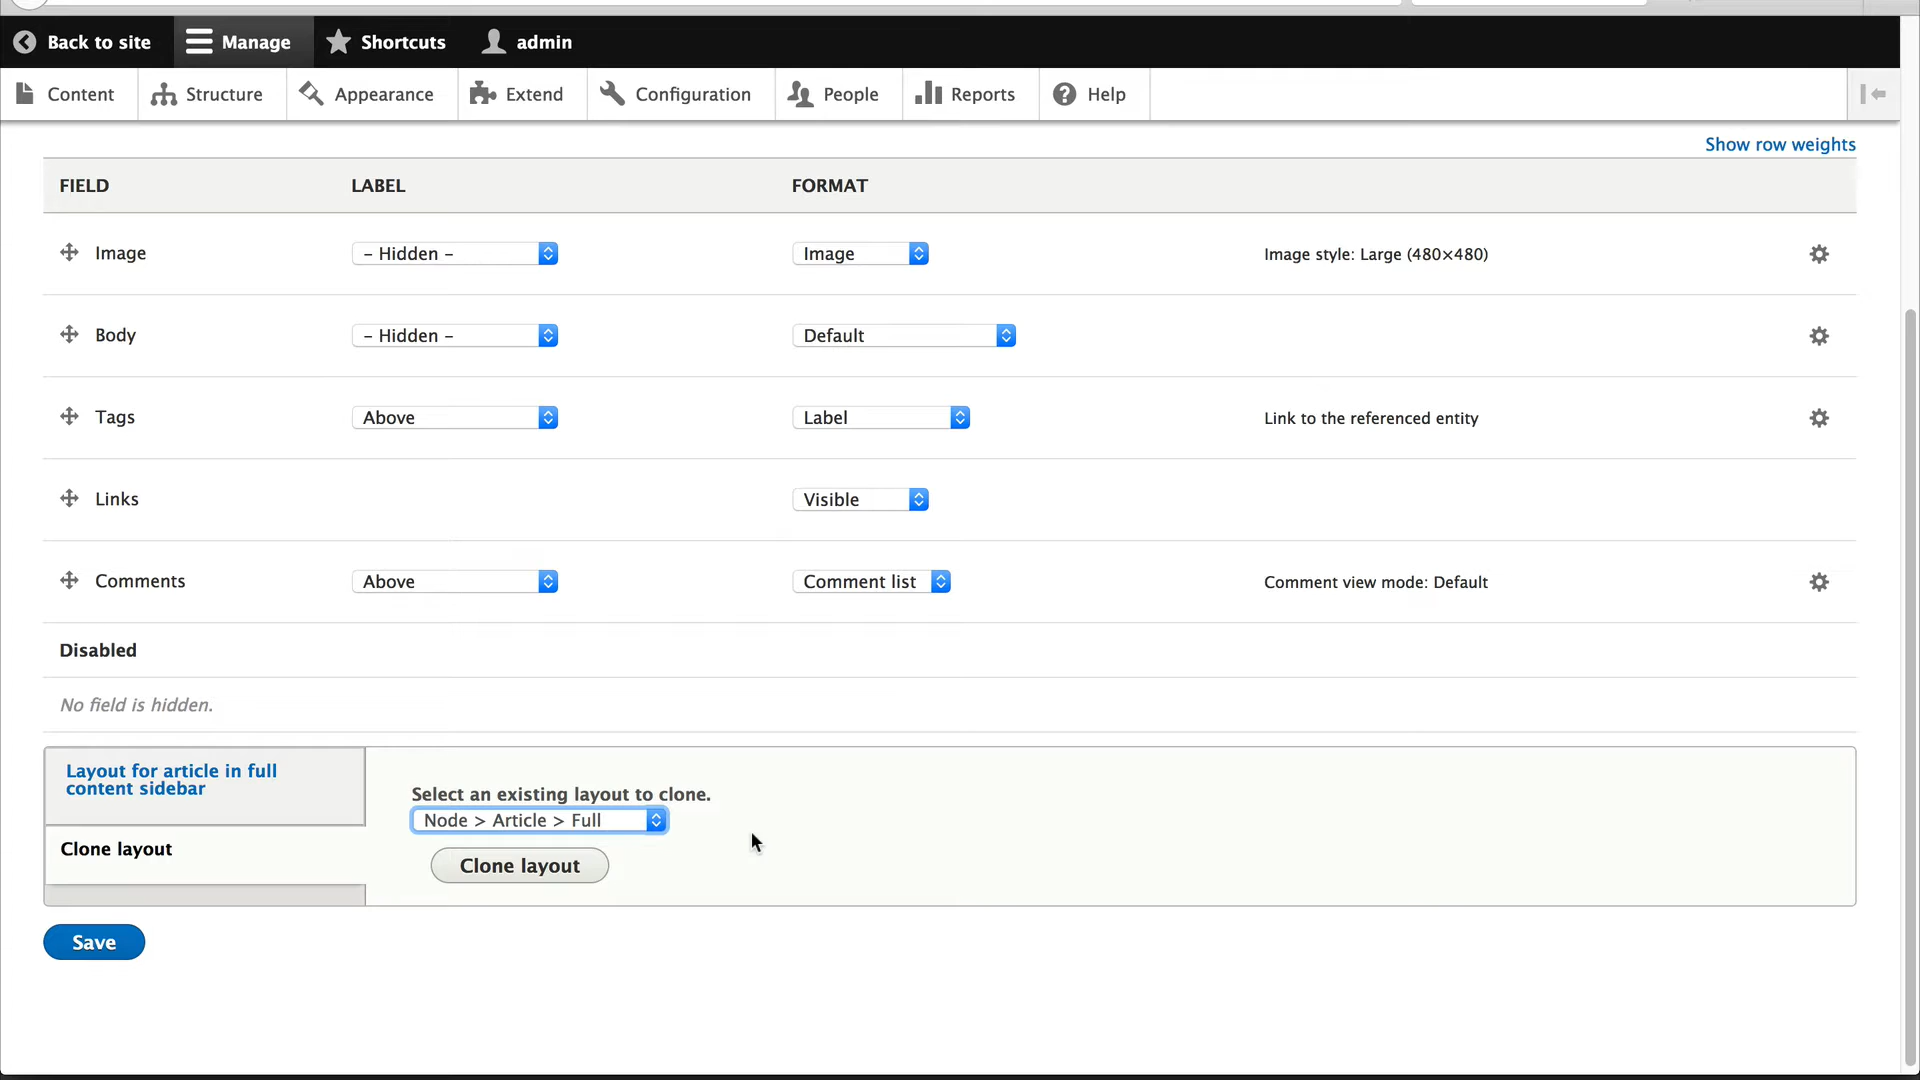 Back to site Manage Shortcuts admin
Content Structure Appearance Extend Configuration People Reports Help
Show row weights
FIELD LABEL FORMAT
Image – Hidden – Image Image style: Large (480×480)
Body – Hidden – Default
Tags Above Label Link to the referenced entity
Links Visible
Comments Above Comment list Comment view mode: Default
Disabled
No field is hidden.
Layout for article in full
content sidebar
Clone layout
Select an existing layout to clone.
Node > Article > Full
Clone layout
Save